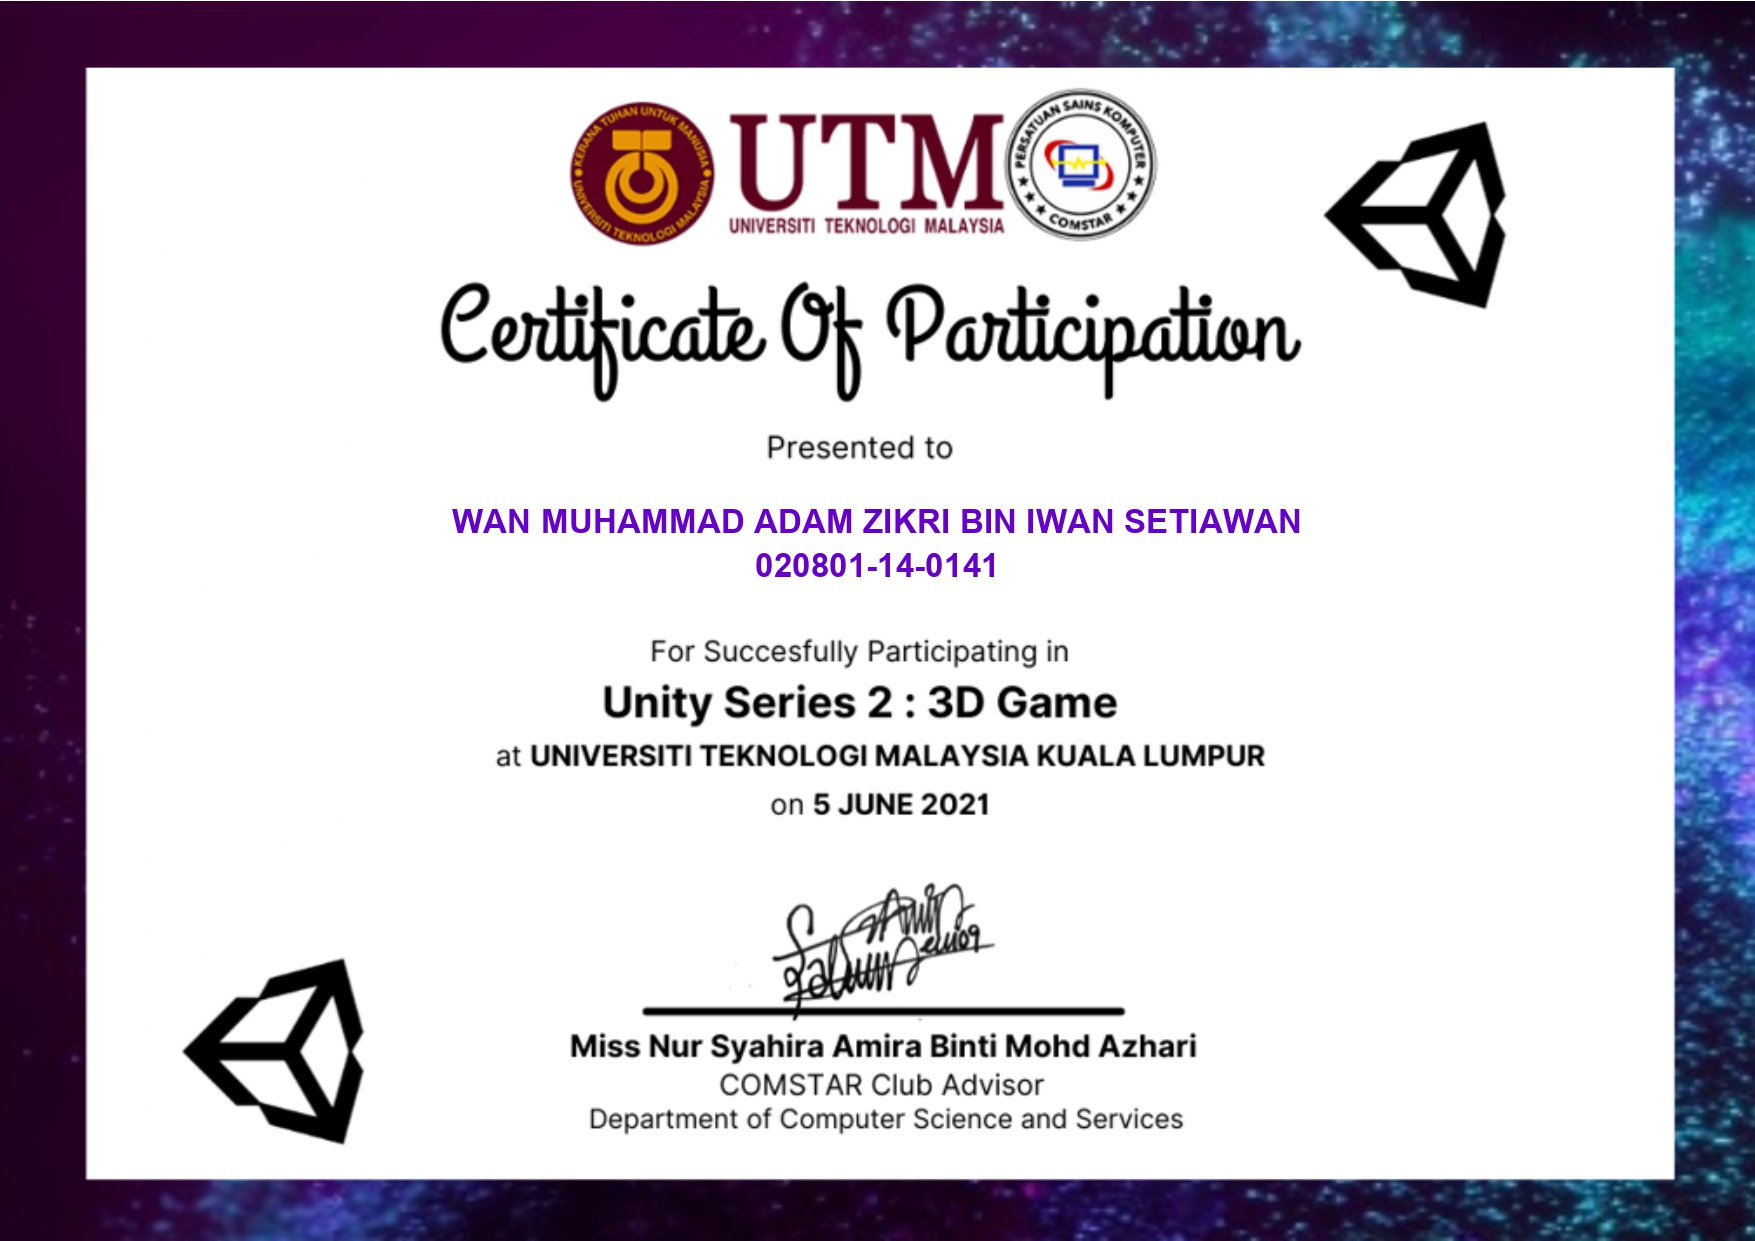 KERANA TUHAN UNTUK MANUSIA
UNIVERSITI TEKNOLOGI MALAYSIA
UTM
UNIVERSITI TEKNOLOGI MALAYSIA
PERSATUAN SAINS KOMPUTER
COMSTAR
Certificate Of Participation
Presented to
WAN MUHAMMAD ADAM ZIKRI BIN IWAN SETIAWAN
020801-14-0141
For Succesfully Participating in
Unity Series 2 : 3D Game
at UNIVERSITI TEKNOLOGI MALAYSIA KUALA LUMPUR
on 5 JUNE 2021
Miss Nur Syahira Amira Binti Mohd Azhari
COMSTAR Club Advisor
Department of Computer Science and Services